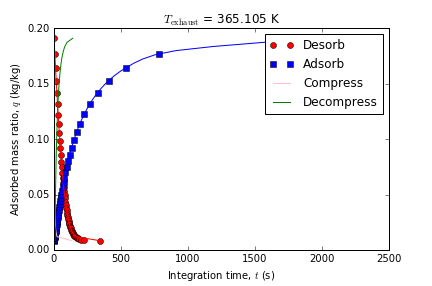 T_exhaust = 365.105 K
Adsorbed mass ratio, q (kg/kg)
0.20
0.15
0.10
0.05
0.00
Desorb
Adsorb
Compress
Decompress
0 500 1000 1500 2000 2500
Integration time, t (s)